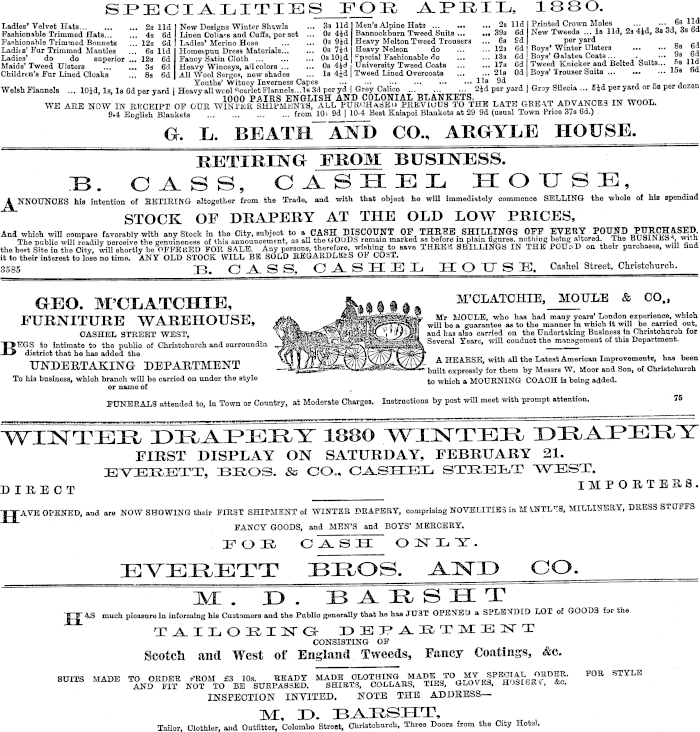 SPECIALITIES FOR APRIL, 1880.
Ladies' Velvet Hats... ... ... 2s 11d
Fashionable Trimmed Hats... ... 4s 6d
Fashionable Trimmed Bonnets ... 12s 6d
Ladies' Fur Trimmed Mantles ... 6s 11d
Ladies' do do superior ... 12s 6d
Maids' Tweed Ulsters ... ... 3s 6d
Children's Fur Lined Cloaks ... 8s 6d
New Designs Winter Shawls ... 3s 11d
Linen Collars and Cuffs, per set ... 0s 4½d
Ladies' Merino Hose ... ... 0s 9½d
Homespun Dress Materials... ... 0s 7½d
Fancy Satin Cloth ... ... 0s 10½d
Heavy Winceys, all colors ... ... 0s 4½d
All Wool Serges, new shades ... 1s 4½d
Men's Alpine Hats ... ... ... 2s 11d
Bannockburn Tweed Suits ... ... 39s 6d
Heavy Melton Tweed Trousers ... 6s 9d
Heavy Nelson do ... 12s 6d
Special Fashionable do ... ... 13s 6d
University Tweed Coats ... ... 17s 6d
Tweed Lined Overcoats ... ... 21s 0d
Printed Crown Moles ... ... 6s 11d
New Tweeds ... 1s 11d, 2s 4½d, 3s 3d, 3s 6d
per yard
Boys' Winter Ulsters ... ... 8s 6d
Boys' Galatea Coats... ... ... 9s 6d
Tweed Knicker and Belted Suits... 5s 11d
Boys' Trouser Suits ... ... ... 15s 6d
Youths' Witney Inverness Capes ... ... ... ... ... 11s 9d
Welsh Flannels ... 10½d, 1s, 1s 6d per yard | Heavy all wool Scarlet Flannels...1s 3d per yd | Grey Calico ... 2½d per yard | Grey Silecia ... 5½d per yard or 5s per dozen
1000 PAIRS ENGLISH AND COLONIAL BLANKETS.
WE ARE NOW IN RECEIPT OF OUR WINTER SHIPMENTS, ALL PURCHASED PREVIOUS TO THE LATE GREAT ADVANCES IN WOOL.
9-4 English Blankets ... ... ... from 10s 9d | 10-4 Best Kaiapoi Blankets at 29 9d (usual Town Price 37s 6d.)
G. L. BEATH AND CO., ARGYLE HOUSE.
RETIRING FROM BUSINESS.
B. CASS, CASHEL HOUSE,
ANNOUNCES his intention of RETIRING altogether from the Trade, and with that object he will immediately commence SELLING the whole of his spended
STOCK OF DRAPERY AT THE OLD LOW PRICES,
And which will compare favorably with any Stock in the City, subject to a CASH DISCOUNT OF THREE SHILLINGS OFF EVERY POUND PURCHASED.
The public will readily perceive the genuineness of this announcement, as all the GOODS remain marked as before in plain figures, nothing being altered. The BUSINESS, with
the best Site in the City, will shortly be OFFERED FOR SALE. Any persons, therefore, wishing to save THREE SHILLINGS IN THE POUND on their purchases, will find
it to their interest to lose no time. ANY OLD STOCK WILL BE SOLD REGARDLESS OF COST.
3585 B. CASS, CASHEL HOUSE, Cashel Street, Christchurch.
GEO. M'CLATCHIE,
FURNITURE WAREHOUSE,
CASHEL STREET WEST,
BEGS to intimate to the public of Christchurch and surroundin
district that he has added the
UNDERTAKING DEPARTMENT
To his business, which branch will be carried on under the style
or name of
M'CLATCHIE, MOULE & CO.,
Mr MOULE, who has had many years' London experience, which
will be a guarantee as to the manner in which it will be carried out,
and has also carried on the Undertaking Business in Christchurch for
Several Years, will conduct the management of this Department.
A HEARSE, with all the Latest American Improvements, has been
built expressly for them by Messrs W. Moor and Son, of Christchurch
to which a MOURNING COACH is being added.
FUNERALS attended to, in Town or Country, at Moderate Charges. Instructions by post will meet with prompt attention. 75
WINTER DRAPERY 1880 WINTER DRAPERY
FIRST DISPLAY ON SATURDAY, FEBRUARY 21.
EVERETT, BROS. & CO., CASHEL STREET WEST.
DIRECT IMPORTERS.
HAVE OPENED, and are NOW SHOWING their FIRST SHIPMENT of WINTER DRAPERY, comprising NOVELITIES in MANTLES, MILLINERY, DRESS STUFFS
FANCY GOODS, and MEN'S and BOYS' MERCERY.
FOR CASH ONLY.
EVERETT BROS. AND CO.
M. D. BARSHT
HAS much pleasure in informing his Customers and the Public generally that he has JUST OPENED a SPLENDID LOT of GOODS for the
TAILORING DEPARTMENT
CONSISTING OF
Scotch and West of England Tweeds, Fancy Coatings, &c.
SUITS MADE TO ORDER FROM £3 10s. READY MADE CLOTHING MADE TO MY SPECIAL ORDER. FOR STYLE
AND FIT NOT TO BE SURPASSED. SHIRTS, COLLARS, TIES, GLOVES, HOSIERY, &c.
INSPECTION INVITED. NOTE THE ADDRESS—
M. D. BARSHT,
Tailor, Clothier, and Outfitter, Colombo Street, Christchurch, Three Doors from the City Hotel.